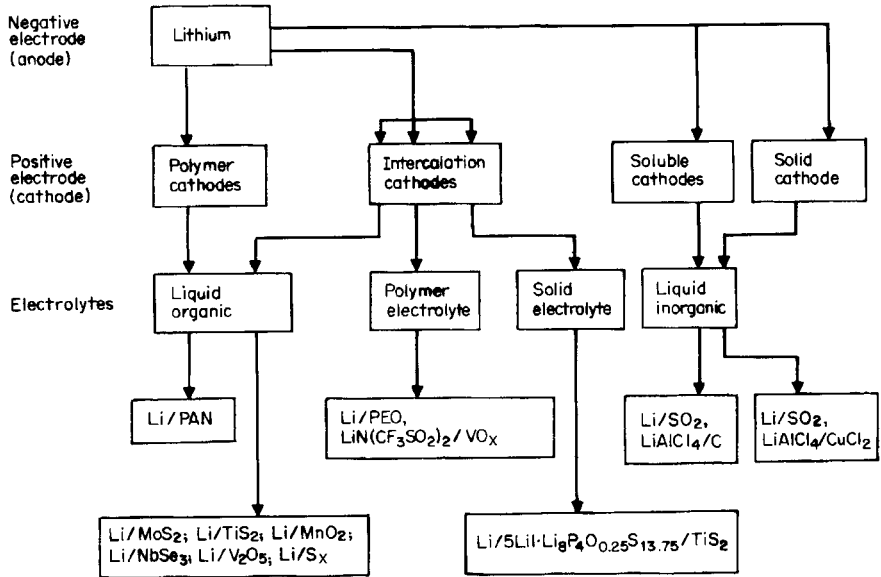 Negative
electrode
(anode)
Lithium
Positive
electrode
(cathode)
Polymer
cathodes
Intercalation
cathodes
Soluble
cathodes
Solid
cathode
Electrolytes
Liquid
organic
Polymer
electrolyte
Solid
electrolyte
Liquid
inorganic
Li/PAN
Li/PEO,
LiN(CF₃SO₂)₂/VOₓ
Li/SO₂,
LiAlCl₄/C
Li/SO₂,
LiAlCl₄/CuCl₂
Li/MoS₂; Li/TiS₂; Li/MnO₂;
Li/NbSe₃; Li/V₂O₅; Li/Sₓ
Li/5LiI·Li₈P₄O₀.₂₅S₁₃.₇₅/TiS₂